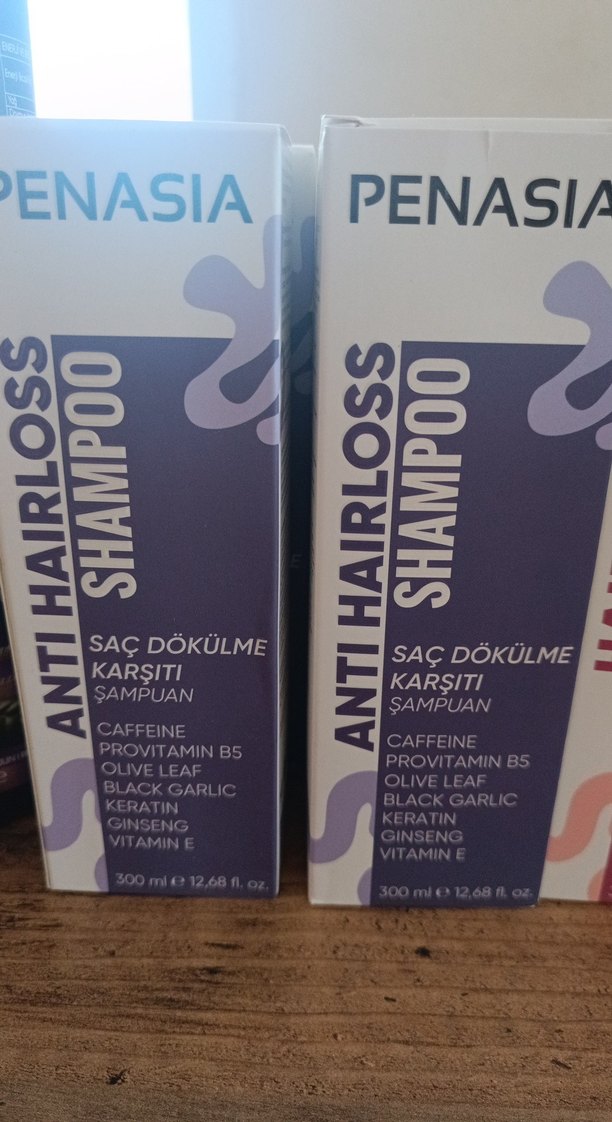 PENASIA
ANTI HAIRLOSS
SHAMPOO
SAÇ DÖKÜLME
KARŞITI
ŞAMPUAN
CAFFEINE
PROVITAMIN B5
OLIVE LEAF
BLACK GARLIC
KERATIN
GINSENG
VITAMIN E
300 ml ℮ 12,68 fl. oz.
PENASIA
ANTI HAIRLOSS
SHAMPOO
SAÇ DÖKÜLME
KARŞITI
ŞAMPUAN
CAFFEINE
PROVITAMIN B5
OLIVE LEAF
BLACK GARLIC
KERATIN
GINSENG
VITAMIN E
300 ml ℮ 12,68 fl. oz.